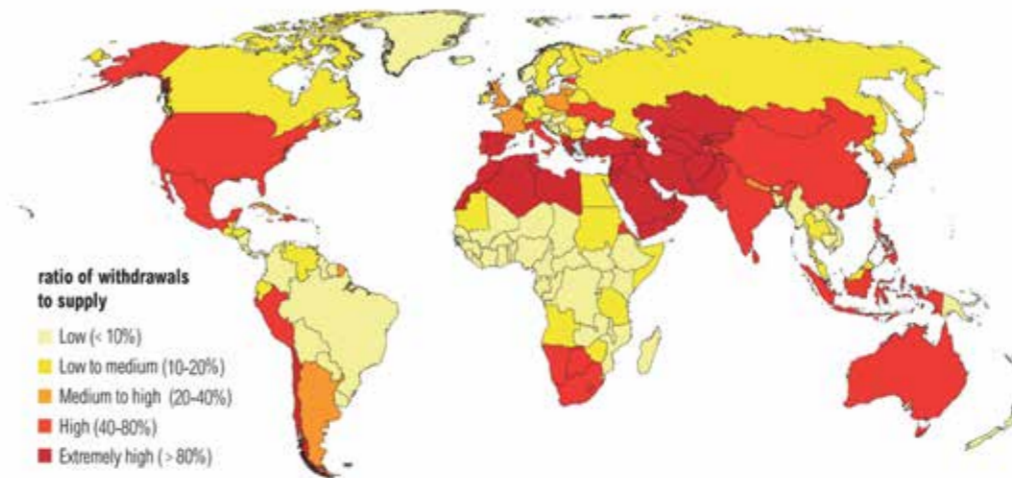 ratio of withdrawals
to supply
Low (< 10%)
Low to medium (10-20%)
Medium to high (20-40%)
High (40-80%)
Extremely high (> 80%)